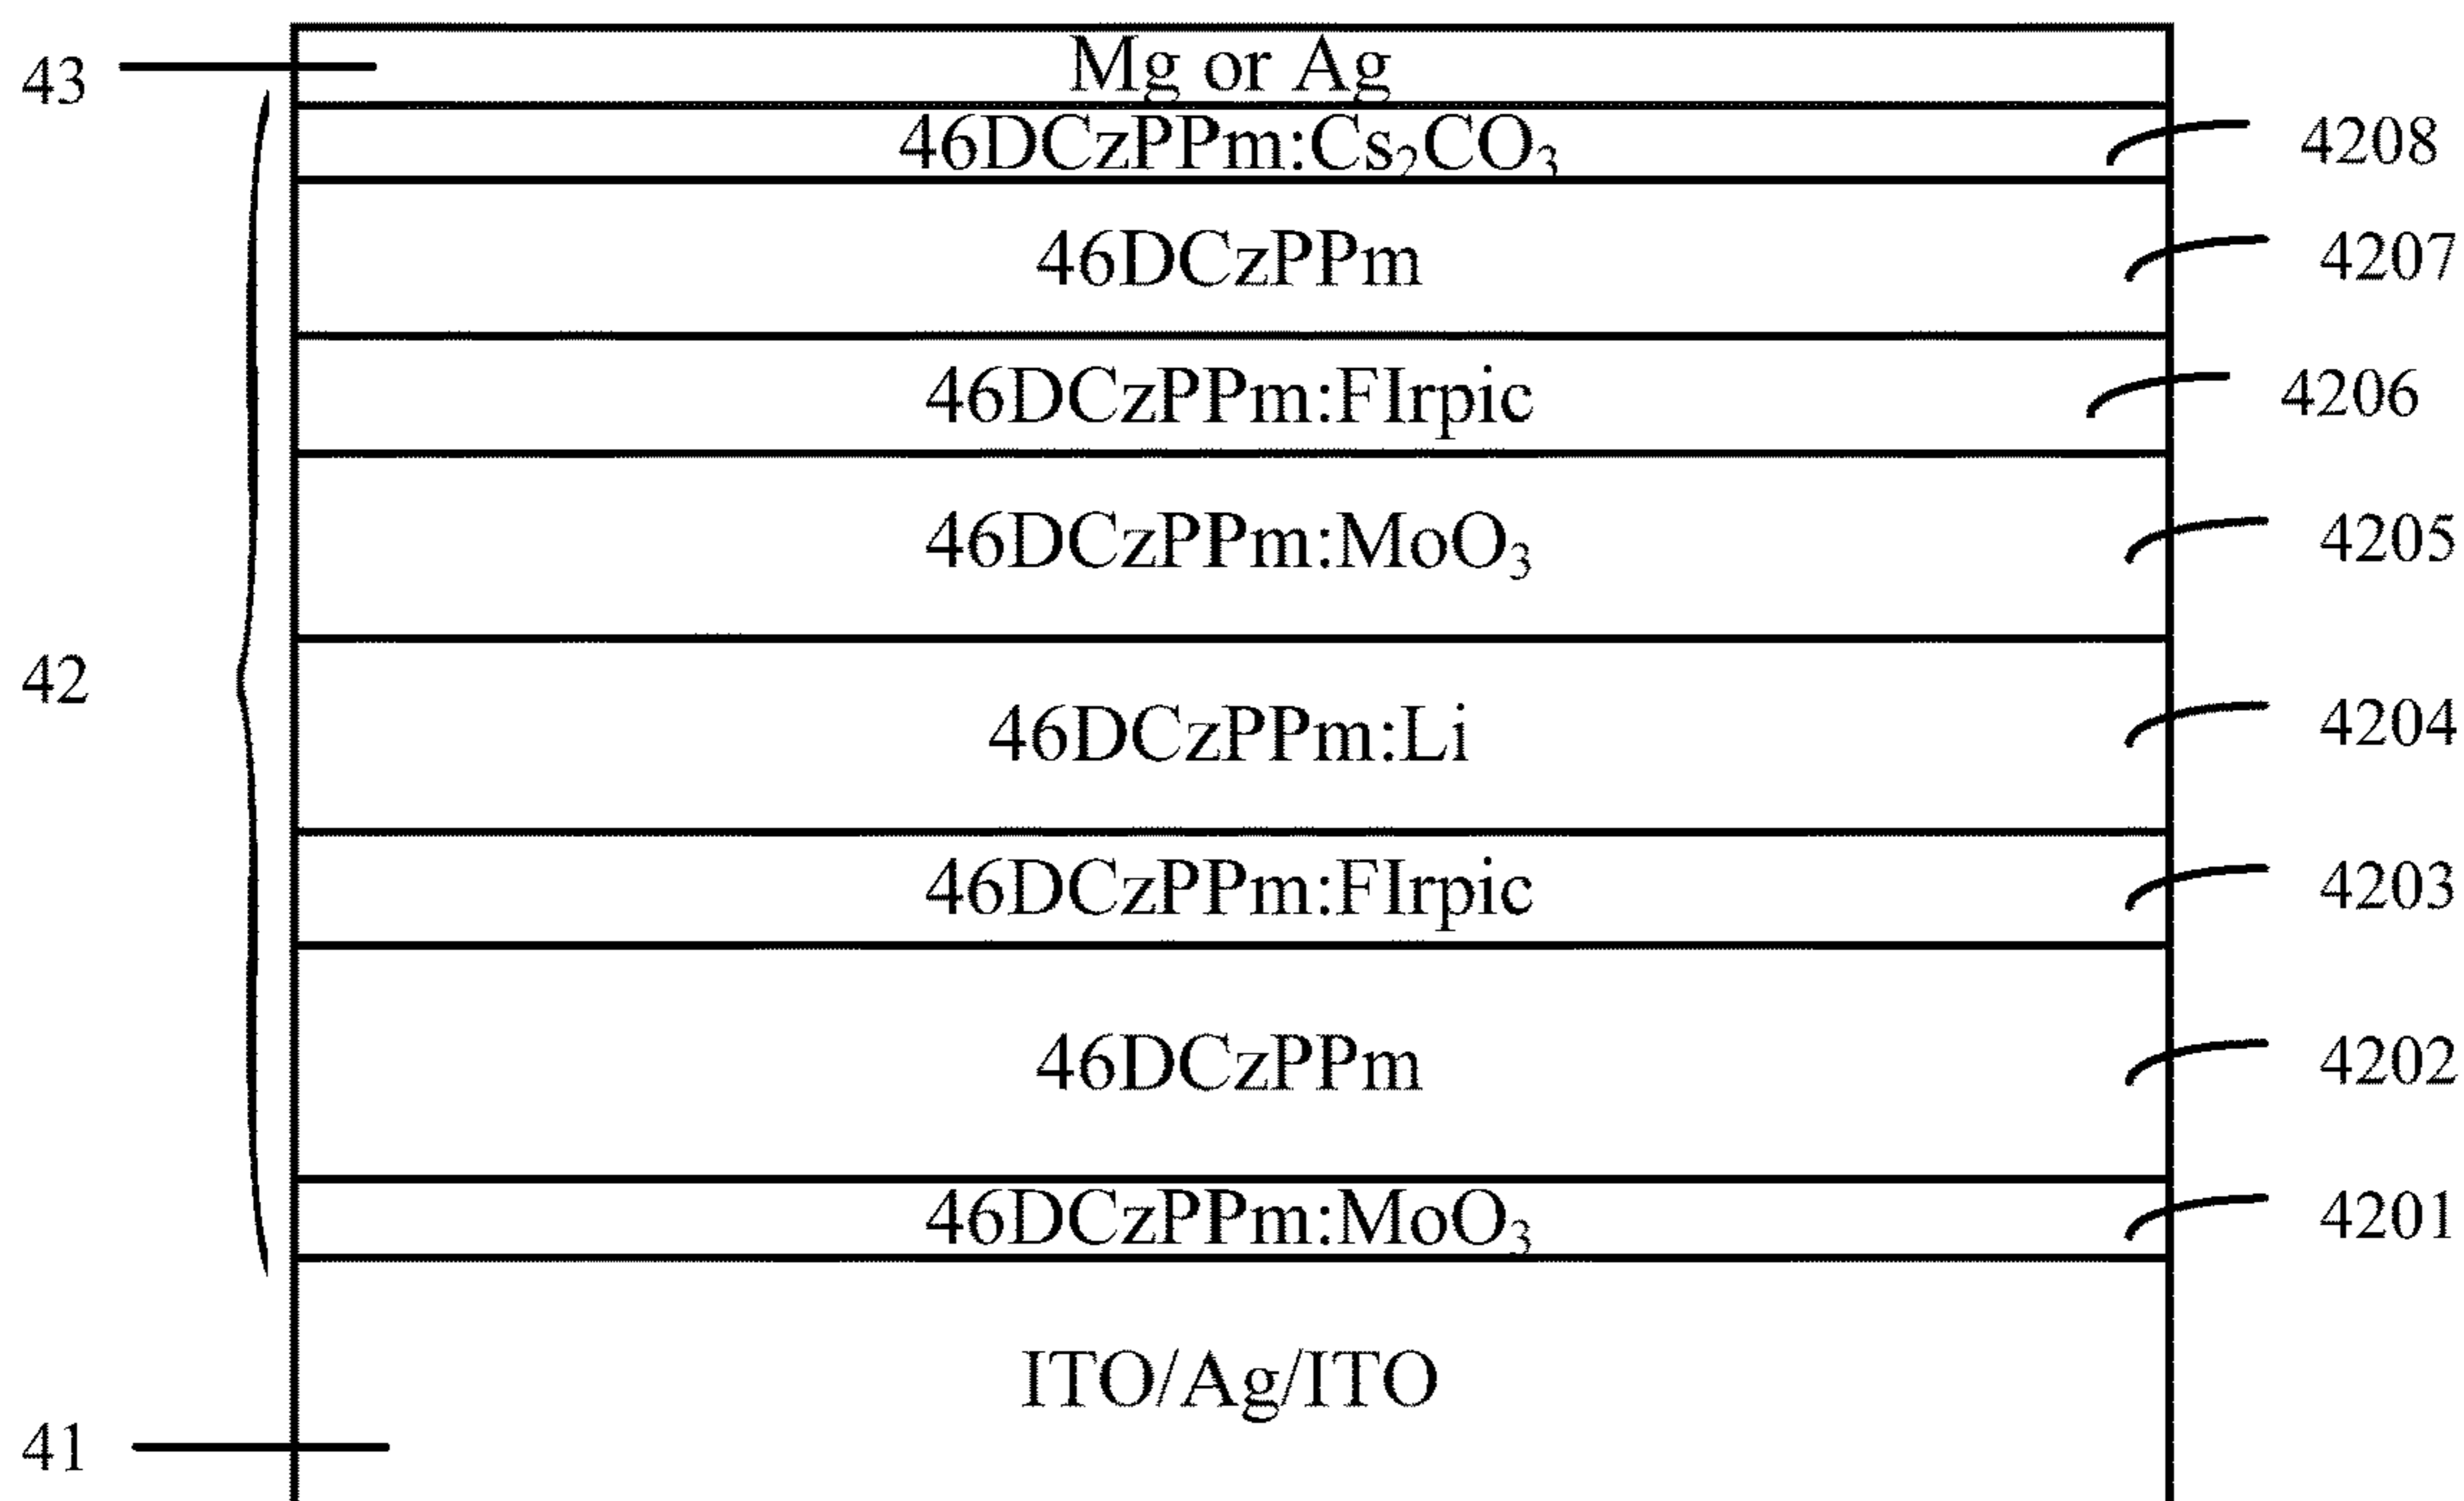 43
Mg or Ag
46DCzPPm:Cs₂CO₃
4208
46DCzPPm
4207
46DCzPPm:FIrpic
4206
46DCzPPm:MoO₃
4205
42
46DCzPPm:Li
4204
46DCzPPm:FIrpic
4203
46DCzPPm
4202
46DCzPPm:MoO₃
4201
ITO/Ag/ITO
41